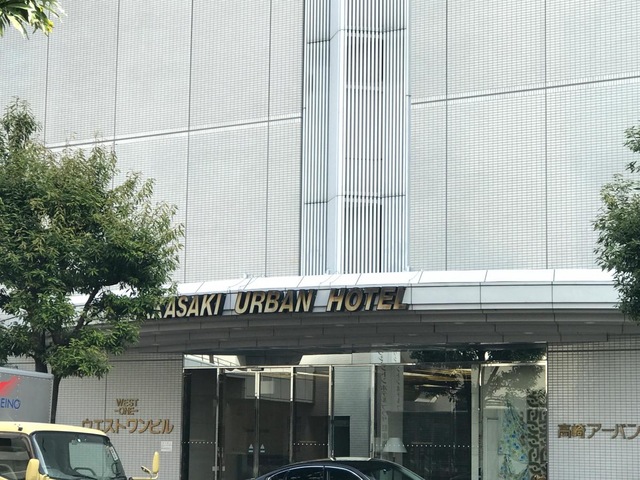 KASAKI URBAN HOTEL
WEST
-ONE-
ウエストワンビル
高崎アーバン
EINO